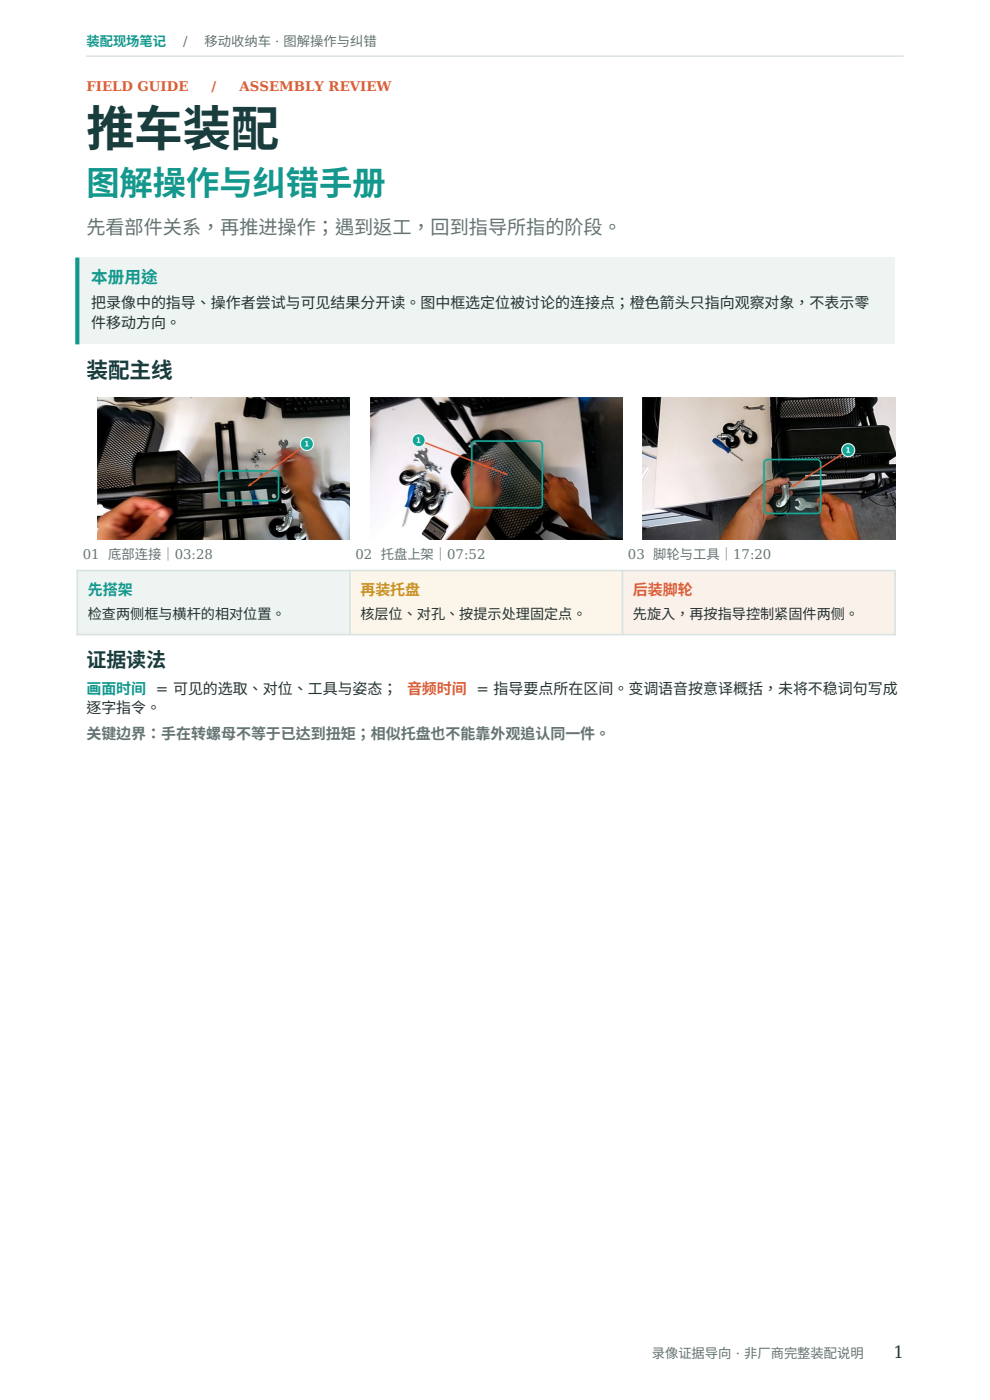 装配现场笔记 / 移动收纳车 · 图解操作与纠错
FIELD GUIDE / ASSEMBLY REVIEW
推车装配
图解操作与纠错手册
先看部件关系，再推进操作；遇到返工，回到指导所指的阶段。
本册用途
把录像中的指导、操作者尝试与可见结果分开读。图中框选定位被讨论的连接点；橙色箭头只指向观察对象，不表示零
件移动方向。
装配主线
1
1
1
01 底部连接｜03:28
02 托盘上架｜07:52
03 脚轮与工具｜17:20
先搭架
检查两侧框与横杆的相对位置。
再装托盘
核层位、对孔、按提示处理固定点。
后装脚轮
先旋入，再按指导控制紧固件两侧。
证据读法
画面时间 = 可见的选取、对位、工具与姿态； 音频时间 = 指导要点所在区间。变调语音按意译概括，未将不稳词句写成
逐字指令。
关键边界：手在转螺母不等于已达到扭矩；相似托盘也不能靠外观追认同一件。
录像证据导向 · 非厂商完整装配说明 1